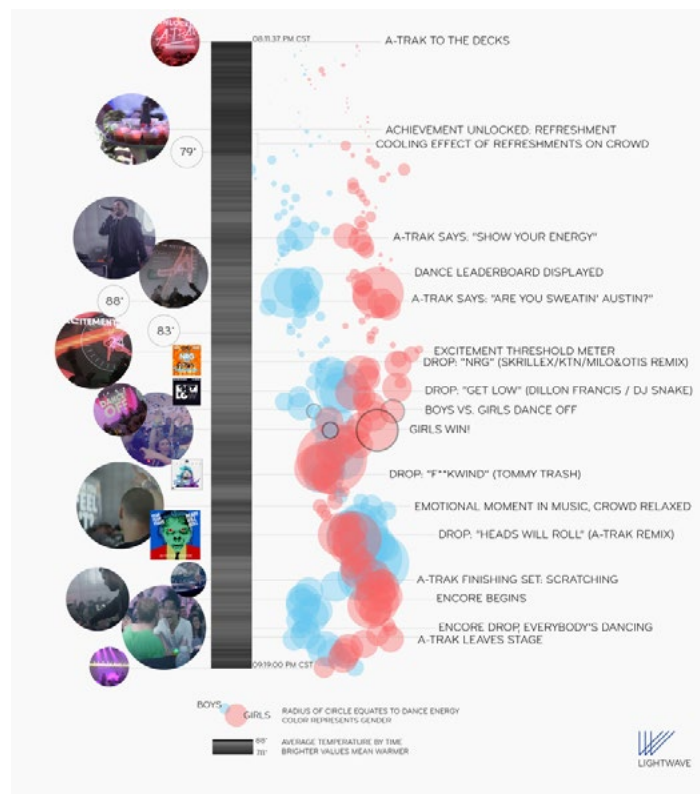 08:11:37 PM CST
A-TRAK TO THE DECKS
ACHIEVEMENT UNLOCKED: REFRESHMENT
COOLING EFFECT OF REFRESHMENTS ON CROWD
79°
A-TRAK SAYS: "SHOW YOUR ENERGY"
DANCE LEADERBOARD DISPLAYED
A-TRAK SAYS: "ARE YOU SWEATIN' AUSTIN?"
88°
83°
EXCITEMENT THRESHOLD METER
DROP: "NRG" (SKRILLEX/KTN/MILO&OTIS REMIX)
DROP: "GET LOW" (DILLON FRANCIS / DJ SNAKE)
BOYS VS. GIRLS DANCE OFF
GIRLS WIN!
DROP: "F**KWIND" (TOMMY TRASH)
EMOTIONAL MOMENT IN MUSIC, CROWD RELAXED
DROP: "HEADS WILL ROLL" (A-TRAK REMIX)
A-TRAK FINISHING SET: SCRATCHING
ENCORE BEGINS
ENCORE DROP, EVERYBODY'S DANCING
A-TRAK LEAVES STAGE
09:19:00 PM CST
BOYS
GIRLS
RADIUS OF CIRCLE EQUATES TO DANCE ENERGY
COLOR REPRESENTS GENDER
88°
78°
AVERAGE TEMPERATURE BY TIME
BRIGHTER VALUES MEAN WARMER
LIGHTWAVE